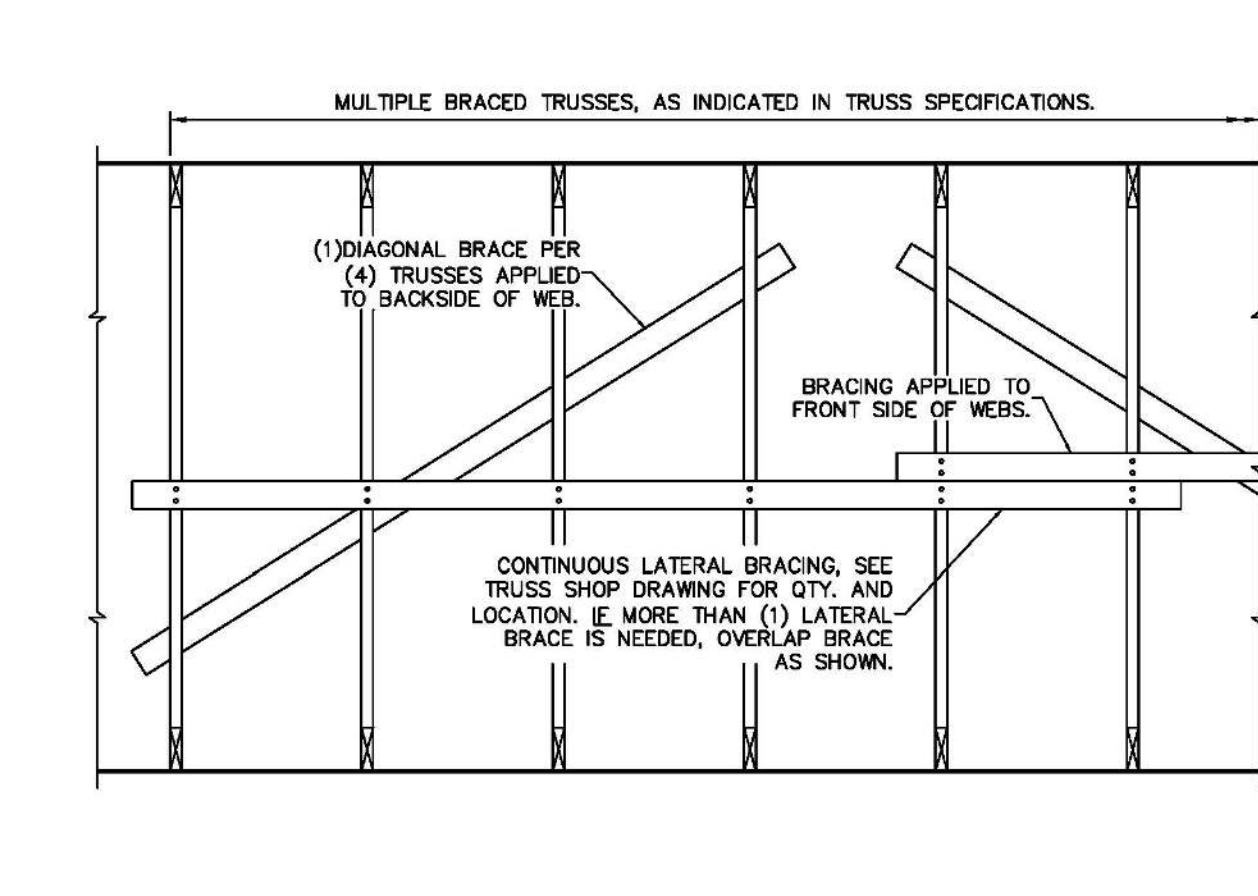 MULTIPLE BRACED TRUSSES, AS INDICATED IN TRUSS SPECIFICATIONS.
(1)DIAGONAL BRACE PER
(4) TRUSSES APPLIED
TO BACKSIDE OF WEB.
BRACING APPLIED TO
FRONT SIDE OF WEBS.
CONTINUOUS LATERAL BRACING, SEE
TRUSS SHOP DRAWING FOR QTY. AND
LOCATION. IF MORE THAN (1) LATERAL
BRACE IS NEEDED, OVERLAP BRACE
AS SHOWN.